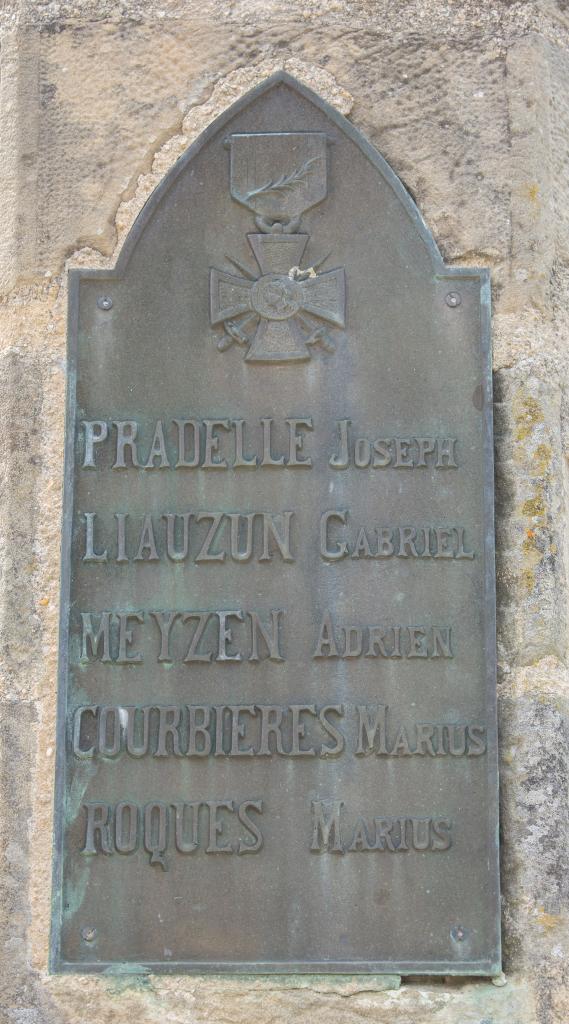 PRADELLE JOSEPH
LIAUZUN GABRIEL
MEYZEN ADRIEN
COURBIERES MARIUS
ROQUES MARIUS